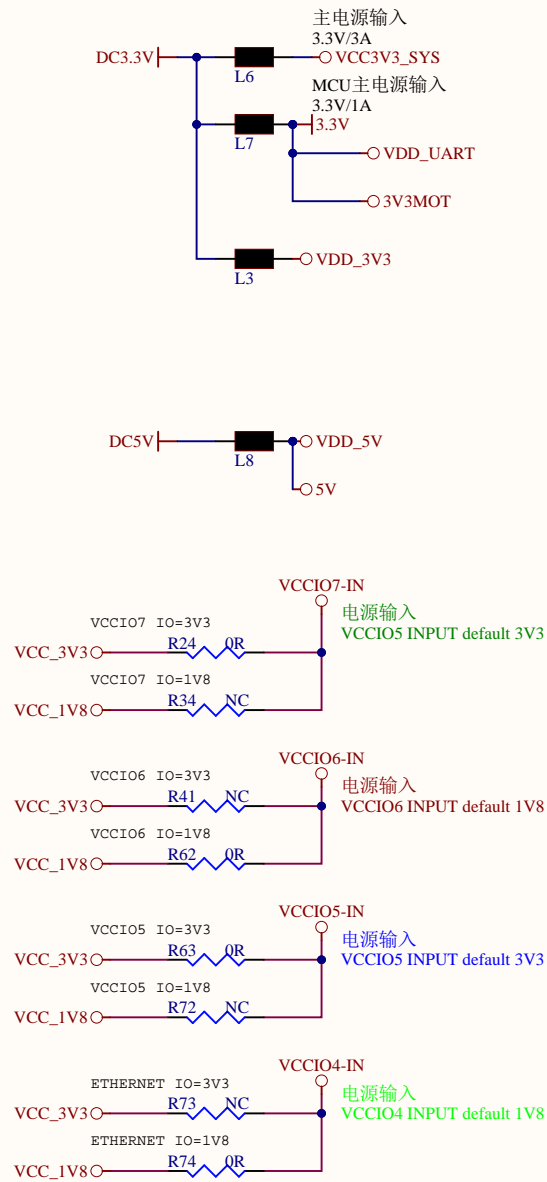 主电源输入
3.3V/3A
DC3.3V
VCC3V3_SYS
L6
MCU主电源输入
3.3V/1A
3.3V
L7
VDD_UART
3V3MOT
VDD_3V3
L3
DC5V
VDD_5V
L8
5V
VCCIO7-IN
电源输入
VCCIO5 INPUT default 3V3
VCCIO7 IO=3V3
R24 0R
VCC_3V3
VCCIO7 IO=1V8
R34 NC
VCC_1V8
VCCIO6-IN
电源输入
VCCIO6 INPUT default 1V8
VCCIO6 IO=3V3
R41 NC
VCC_3V3
VCCIO6 IO=1V8
R62 0R
VCC_1V8
VCCIO5-IN
电源输入
VCCIO5 INPUT default 3V3
VCCIO5 IO=3V3
R63 0R
VCC_3V3
VCCIO5 IO=1V8
R72 NC
VCC_1V8
VCCIO4-IN
电源输入
VCCIO4 INPUT default 1V8
ETHERNET IO=3V3
R73 NC
VCC_3V3
ETHERNET IO=1V8
R74 0R
VCC_1V8